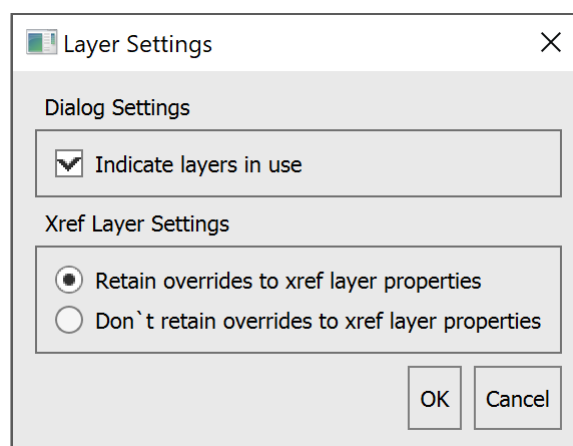 Layer Settings
Dialog Settings
Indicate layers in use
Xref Layer Settings
Retain overrides to xref layer properties
Don`t retain overrides to xref layer properties
OK Cancel